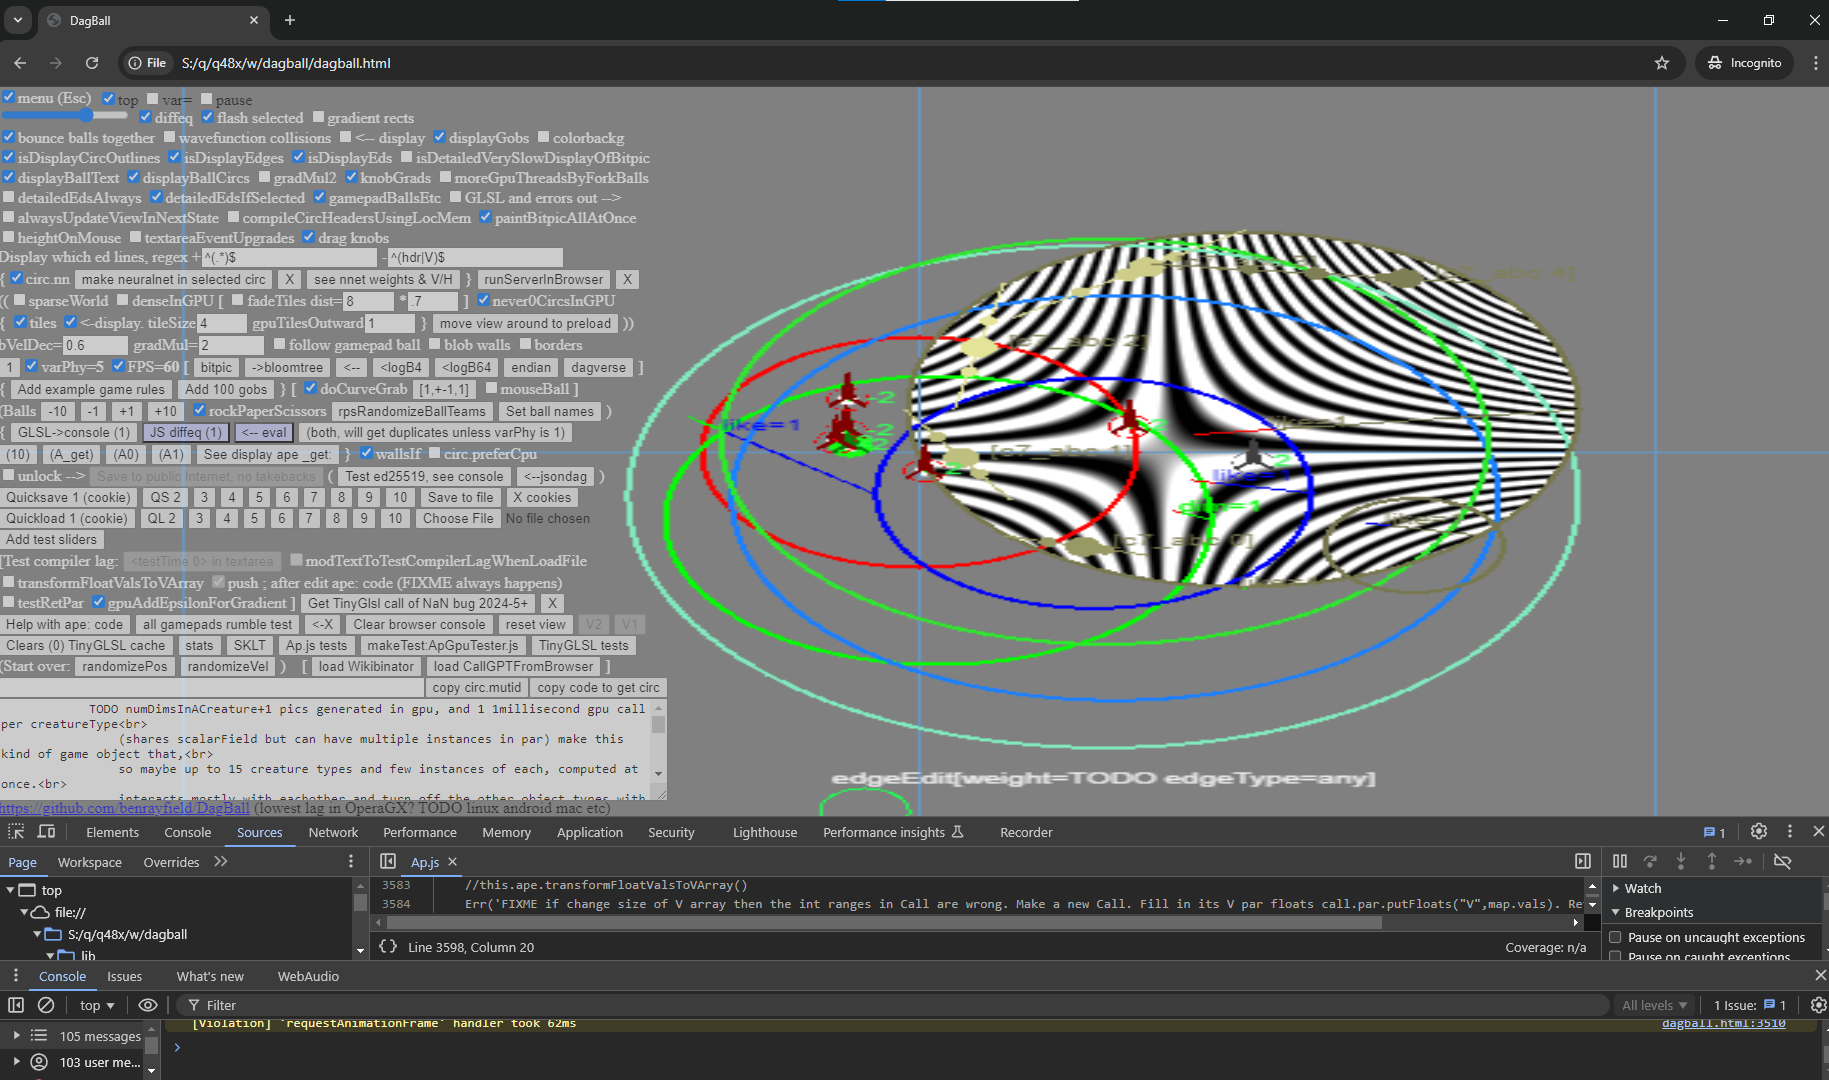 DagBall
File S:/q/q48x/w/dagball/dagball.html
Incognito
menu (Esc) top var= pause
diffeq flash selected gradient rects
bounce balls together wavefunction collisions <-- display displayGobs colorbackg
isDisplayCircOutlines isDisplayEdges isDisplayEds isDetailedVerySlowDisplayOfBitpic
displayBallText displayBallCircs gradMul2 knobGrads moreGpuThreadsByForkBalls
detailedEdsAlways detailedEdsIfSelected gamepadBallsEtc GLSL and errors out -->
alwaysUpdateViewInNextState compileCircHeadersUsingLocMem paintBitpicAllAtOnce
heightOnMouse textareaEventUpgrades drag knobs
Display which ed lines, regex + ^(.*)$ - ^(hdr|V)$
{ circ.nn make neuralnet in selected circ X see nnet weights & V/H } runServerInBrowser X
(( sparseWorld denseInGPU [ fadeTiles dist= 8 * .7 ] never0CircsInGPU
{ tiles <-display. tileSize 4 gpuTilesOutward 1 } move view around to preload ))
bVelDec= 0.6 gradMul= 2 follow gamepad ball blob walls borders
1 varPhy=5 FPS=60 [ bitpic ->bloomtree <-- <logB4 <logB64 endian dagverse ]
{ Add example game rules Add 100 gobs } [ doCurveGrab [1,+-1,1] mouseBall ]
(Balls -10 -1 +1 +10 rockPaperScissors rpsRandomizeBallTeams Set ball names )
{ GLSL->console (1) JS diffeq (1) <-- eval (both, will get duplicates unless varPhy is 1)
(10) (A_get) (A0) (A1) See display ape _get: } wallsIf circ.preferCpu
unlock --> Save to public Internet, no takebacks ( Test ed25519, see console <--jsondag )
Quicksave 1 (cookie) QS 2 3 4 5 6 7 8 9 10 Save to file X cookies
Quickload 1 (cookie) QL 2 3 4 5 6 7 8 9 10 Choose File No file chosen
Add test sliders
[Test compiler lag: <testTime 0> in textarea modTextToTestCompilerLagWhenLoadFile
transformFloatValsToVArray push ; after edit ape: code (FIXME always happens)
testRetPar gpuAddEpsilonForGradient ] Get TinyGlsl call of NaN bug 2024-5+ X
Help with ape: code all gamepads rumble test <-X Clear browser console reset view V2 V1
Clears (0) TinyGLSL cache stats SKLT Ap.js tests makeTest:ApGpuTester.js TinyGLSL tests
(Start over: randomizePos randomizeVel ) [ load Wikibinator load CallGPTFromBrowser ]
copy circ.mutid copy code to get circ
TODO numDimsInACreature+1 pics generated in gpu, and 1 1millisecond gpu call
per creatureType<br>
(shares scalarField but can have multiple instances in par) make this
kind of game object that,<br>
so maybe up to 15 creature types and few instances of each, computed at
once.<br>
interacts mostly with eachother and turn off the other object types with
https://github.com/benrayfield/DagBall (lowest lag in OperaGX? TODO linux android mac etc)
[c7_abc 4]
[c7_abc 2]
-2
like=1
like=1
-2
2
[c7_abc 1]
2
2
like=1
dim=1
[c7_abc 0]
edgeEdit[weight=TODO edgeType=any]
Elements Console Sources Network Performance Memory Application Security Lighthouse Performance insights Recorder 1
Page Workspace Overrides
Ap.js
top
file://
S:/q/q48x/w/dagball
lib
3583 //this.ape.transformFloatValsToVArray()
3584 Err('FIXME if change size of V array then the int ranges in Call are wrong. Make a new Call. Fill in its V par floats call.par.putFloats("V",map.vals). Re
Line 3598, Column 20
Coverage: n/a
Watch
Breakpoints
Pause on uncaught exceptions
Pause on caught exceptions
Console Issues What's new WebAudio
top Filter All levels 1 Issue: 1
105 messages
103 user me...
[Violation] 'requestAnimationFrame' handler took 62ms
dagball.html:3510